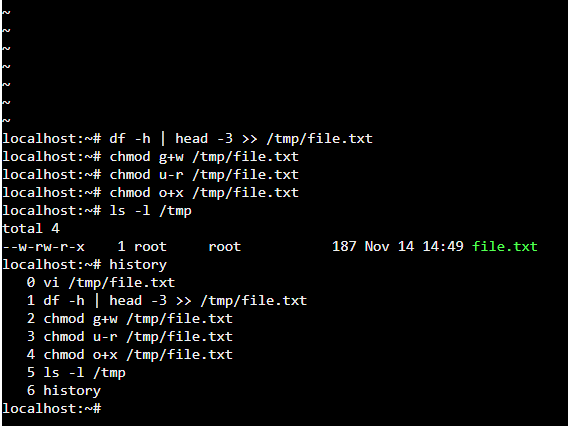 ~
~
~
~
~
~
~
localhost:~# df -h | head -3 >> /tmp/file.txt
localhost:~# chmod g+w /tmp/file.txt
localhost:~# chmod u-r /tmp/file.txt
localhost:~# chmod o+x /tmp/file.txt
localhost:~# ls -l /tmp
total 4
--w-rw-r-x    1 root     root           187 Nov 14 14:49 file.txt
localhost:~# history
   0 vi /tmp/file.txt
   1 df -h | head -3 >> /tmp/file.txt
   2 chmod g+w /tmp/file.txt
   3 chmod u-r /tmp/file.txt
   4 chmod o+x /tmp/file.txt
   5 ls -l /tmp
   6 history
localhost:~#